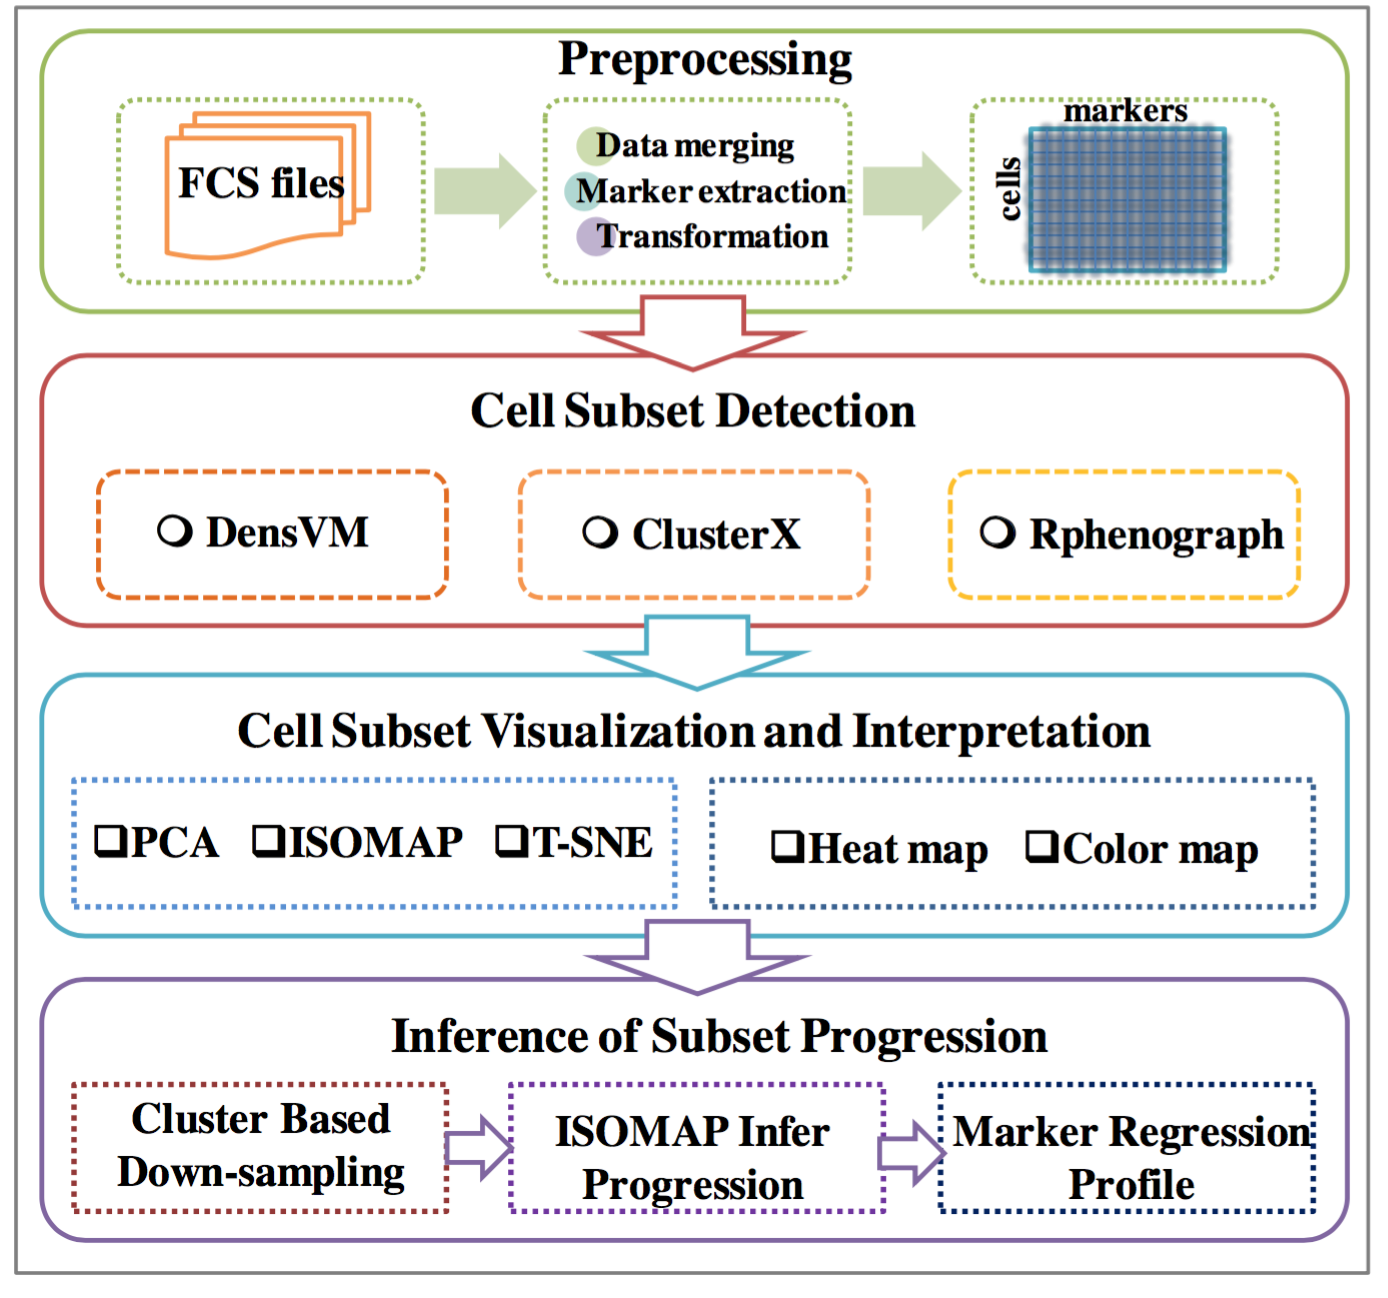 Preprocessing
FCS files
Data merging
Marker extraction
Transformation
markers
cells
Cell Subset Detection
DensVM
ClusterX
Rphenograph
Cell Subset Visualization and Interpretation
PCA
ISOMAP
T-SNE
Heat map
Color map
Inference of Subset Progression
Cluster Based
Down-sampling
ISOMAP Infer
Progression
Marker Regression
Profile